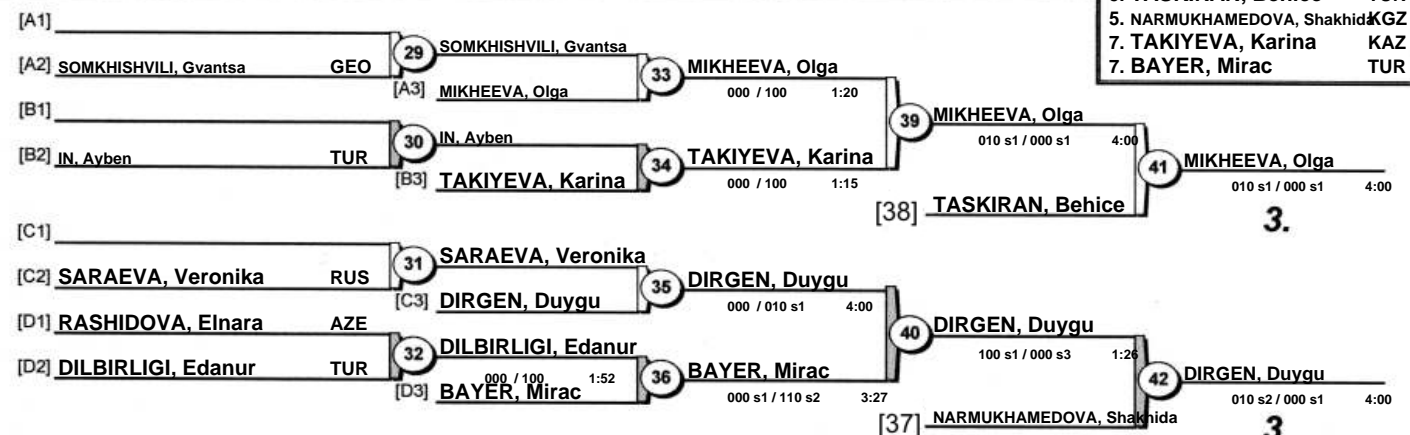 3. TASKIRAN, Behice TUR
5. NARMUKHAMEDOVA, Shakhida KGZ
7. TAKIYEVA, Karina KAZ
7. BAYER, Mirac TUR
[A1]
[A2] SOMKHISHVILI, Gvantsa GEO
29 SOMKHISHVILI, Gvantsa
[A3] MIKHEEVA, Olga
33 MIKHEEVA, Olga
000 / 100 1:20
[B1]
[B2] IN, Ayben TUR
30 IN, Ayben
[B3] TAKIYEVA, Karina
34 TAKIYEVA, Karina
000 / 100 1:15
39 MIKHEEVA, Olga
010 s1 / 000 s1 4:00
[38] TASKIRAN, Behice
41 MIKHEEVA, Olga
010 s1 / 000 s1 4:00
3.
[C1]
[C2] SARAEVA, Veronika RUS
31 SARAEVA, Veronika
[C3] DIRGEN, Duygu
35 DIRGEN, Duygu
000 / 010 s1 4:00
[D1] RASHIDOVA, Elnara AZE
[D2] DILBIRLIGI, Edanur TUR
32 DILBIRLIGI, Edanur
000 / 100 1:52
[D3] BAYER, Mirac
36 BAYER, Mirac
000 s1 / 110 s2 3:27
40 DIRGEN, Duygu
100 s1 / 000 s3 1:26
[37] NARMUKHAMEDOVA, Shakhida
42 DIRGEN, Duygu
010 s2 / 000 s1 4:00
3